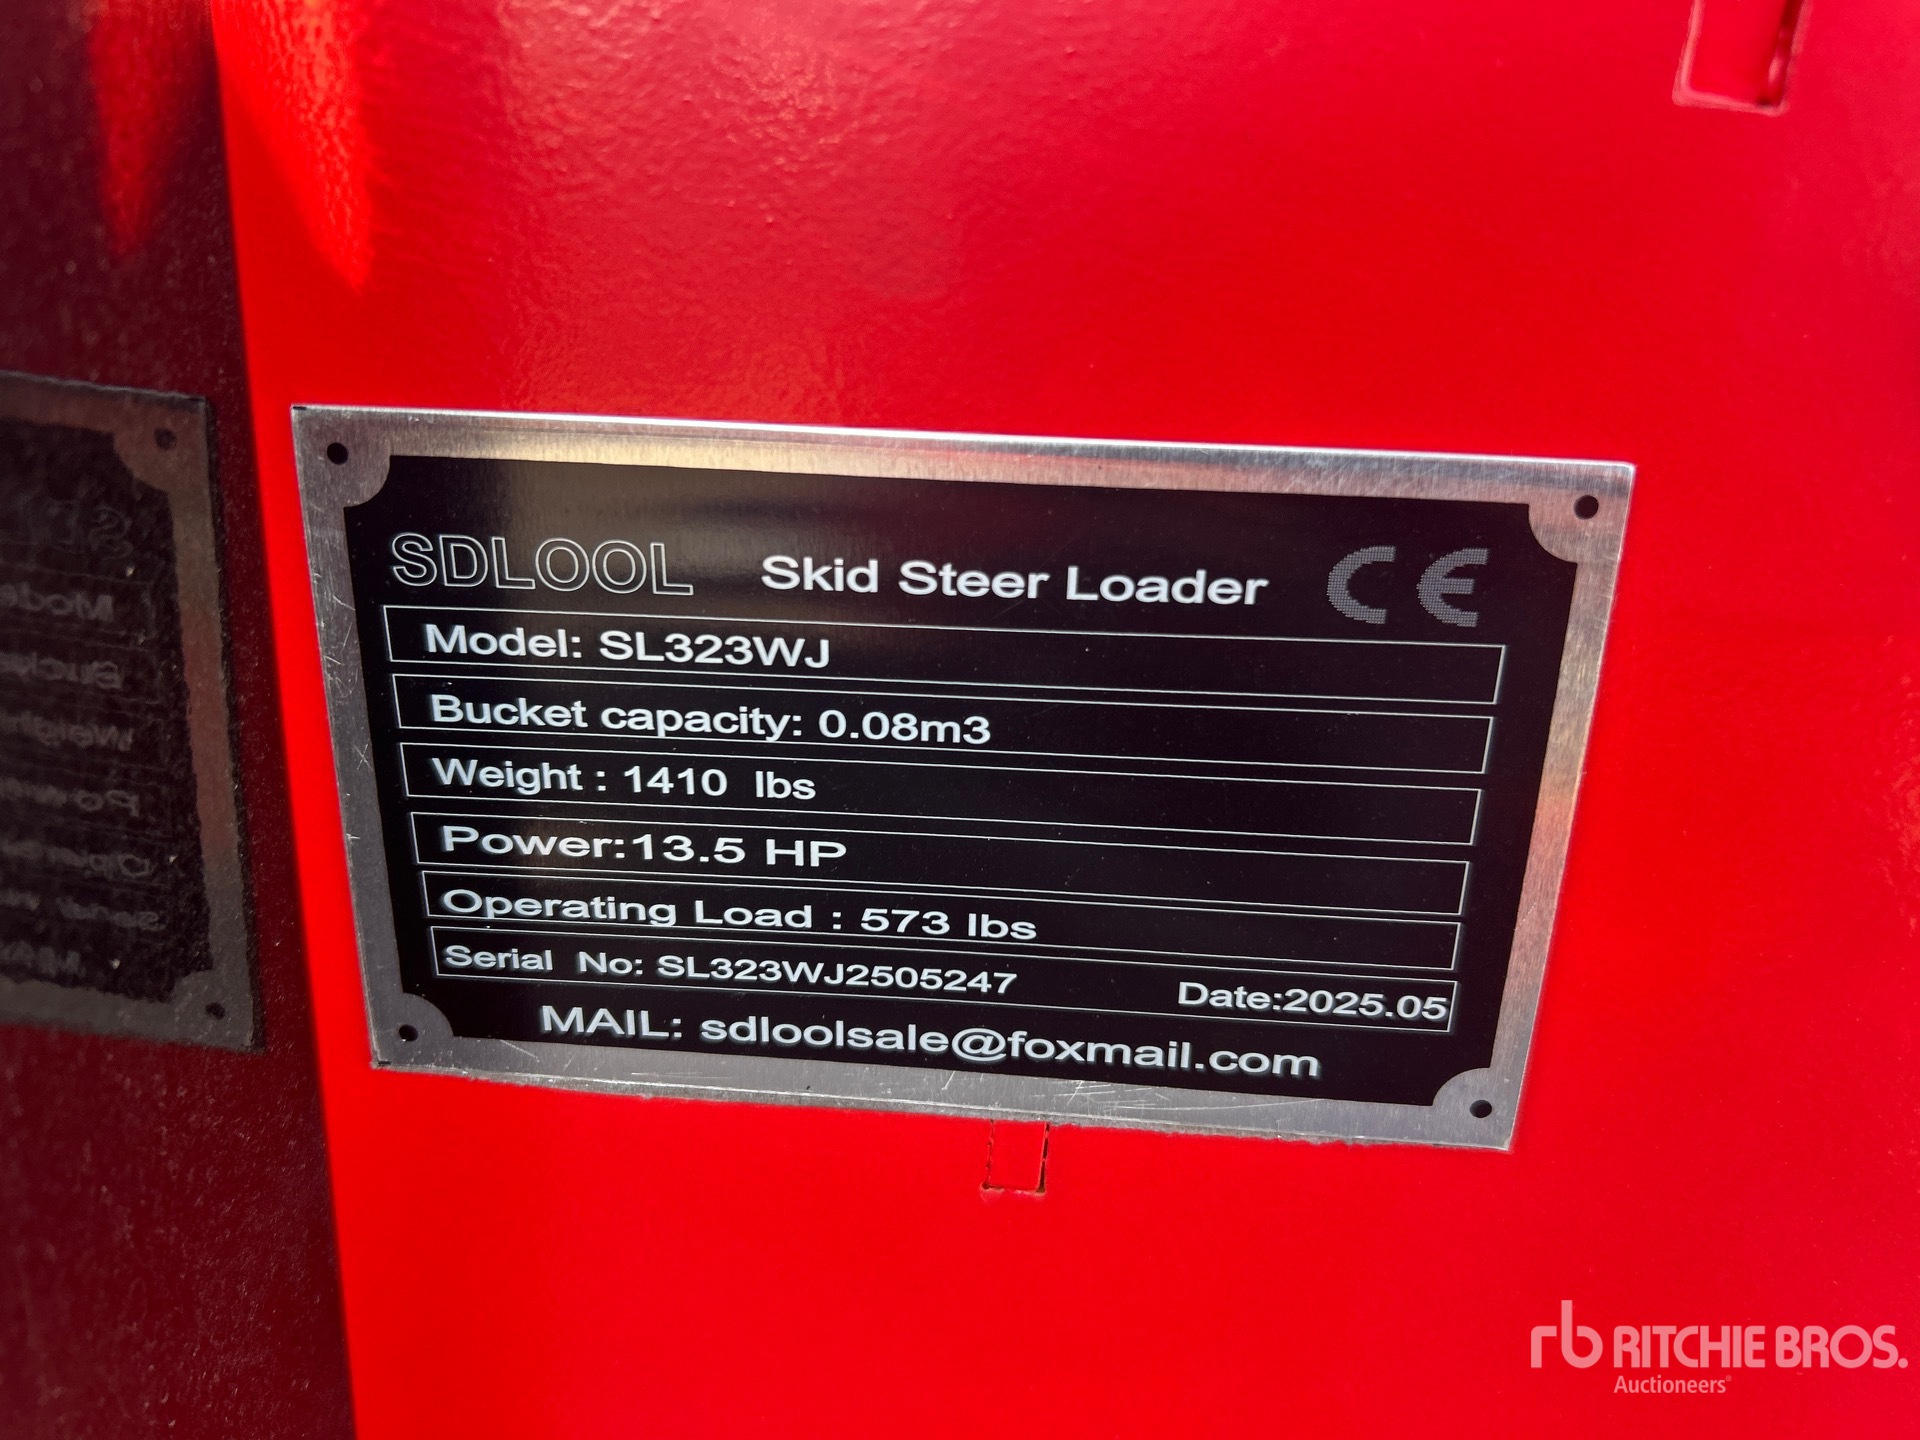 SDLOOL Skid Steer Loader CE
Model: SL323WJ
Bucket capacity: 0.08m3
Weight : 1410 lbs
Power:13.5 HP
Operating Load : 573 lbs
Serial No: SL323WJ2505247 Date:2025.05
MAIL: sdloolsale@foxmail.com
rb RITCHIE BROS.
Auctioneers